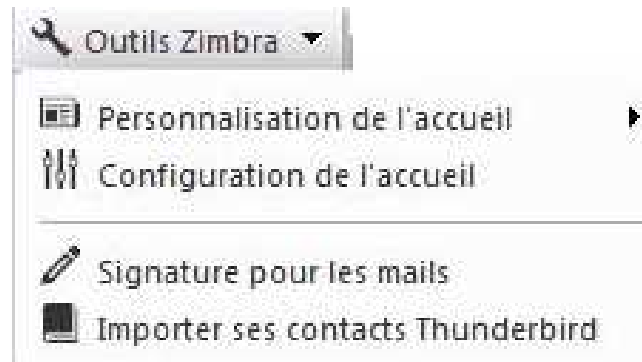 Outils Zimbra
Personnalisation de l'accueil
Configuration de l'accueil
Signature pour les mails
Importer ses contacts Thunderbird